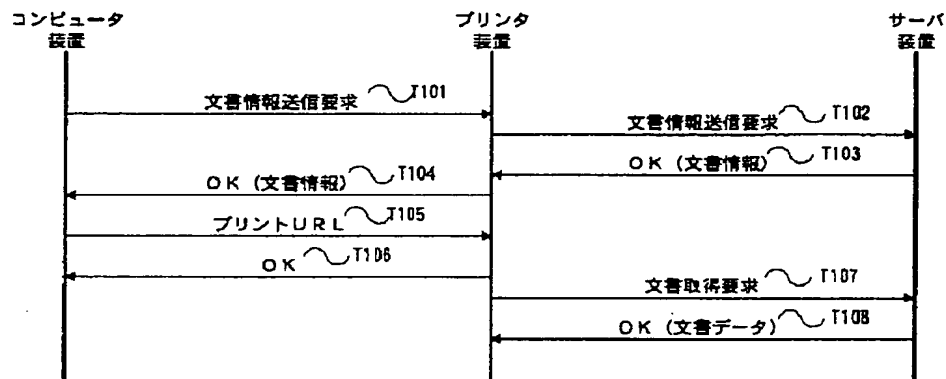 コンピュータ
装置
プリンタ
装置
サーバ
装置
文書情報送信要求 T101
文書情報送信要求 T102
OK（文書情報） T103
OK（文書情報） T104
プリントURL T105
OK T106
文書取得要求 T107
OK（文書データ） T108